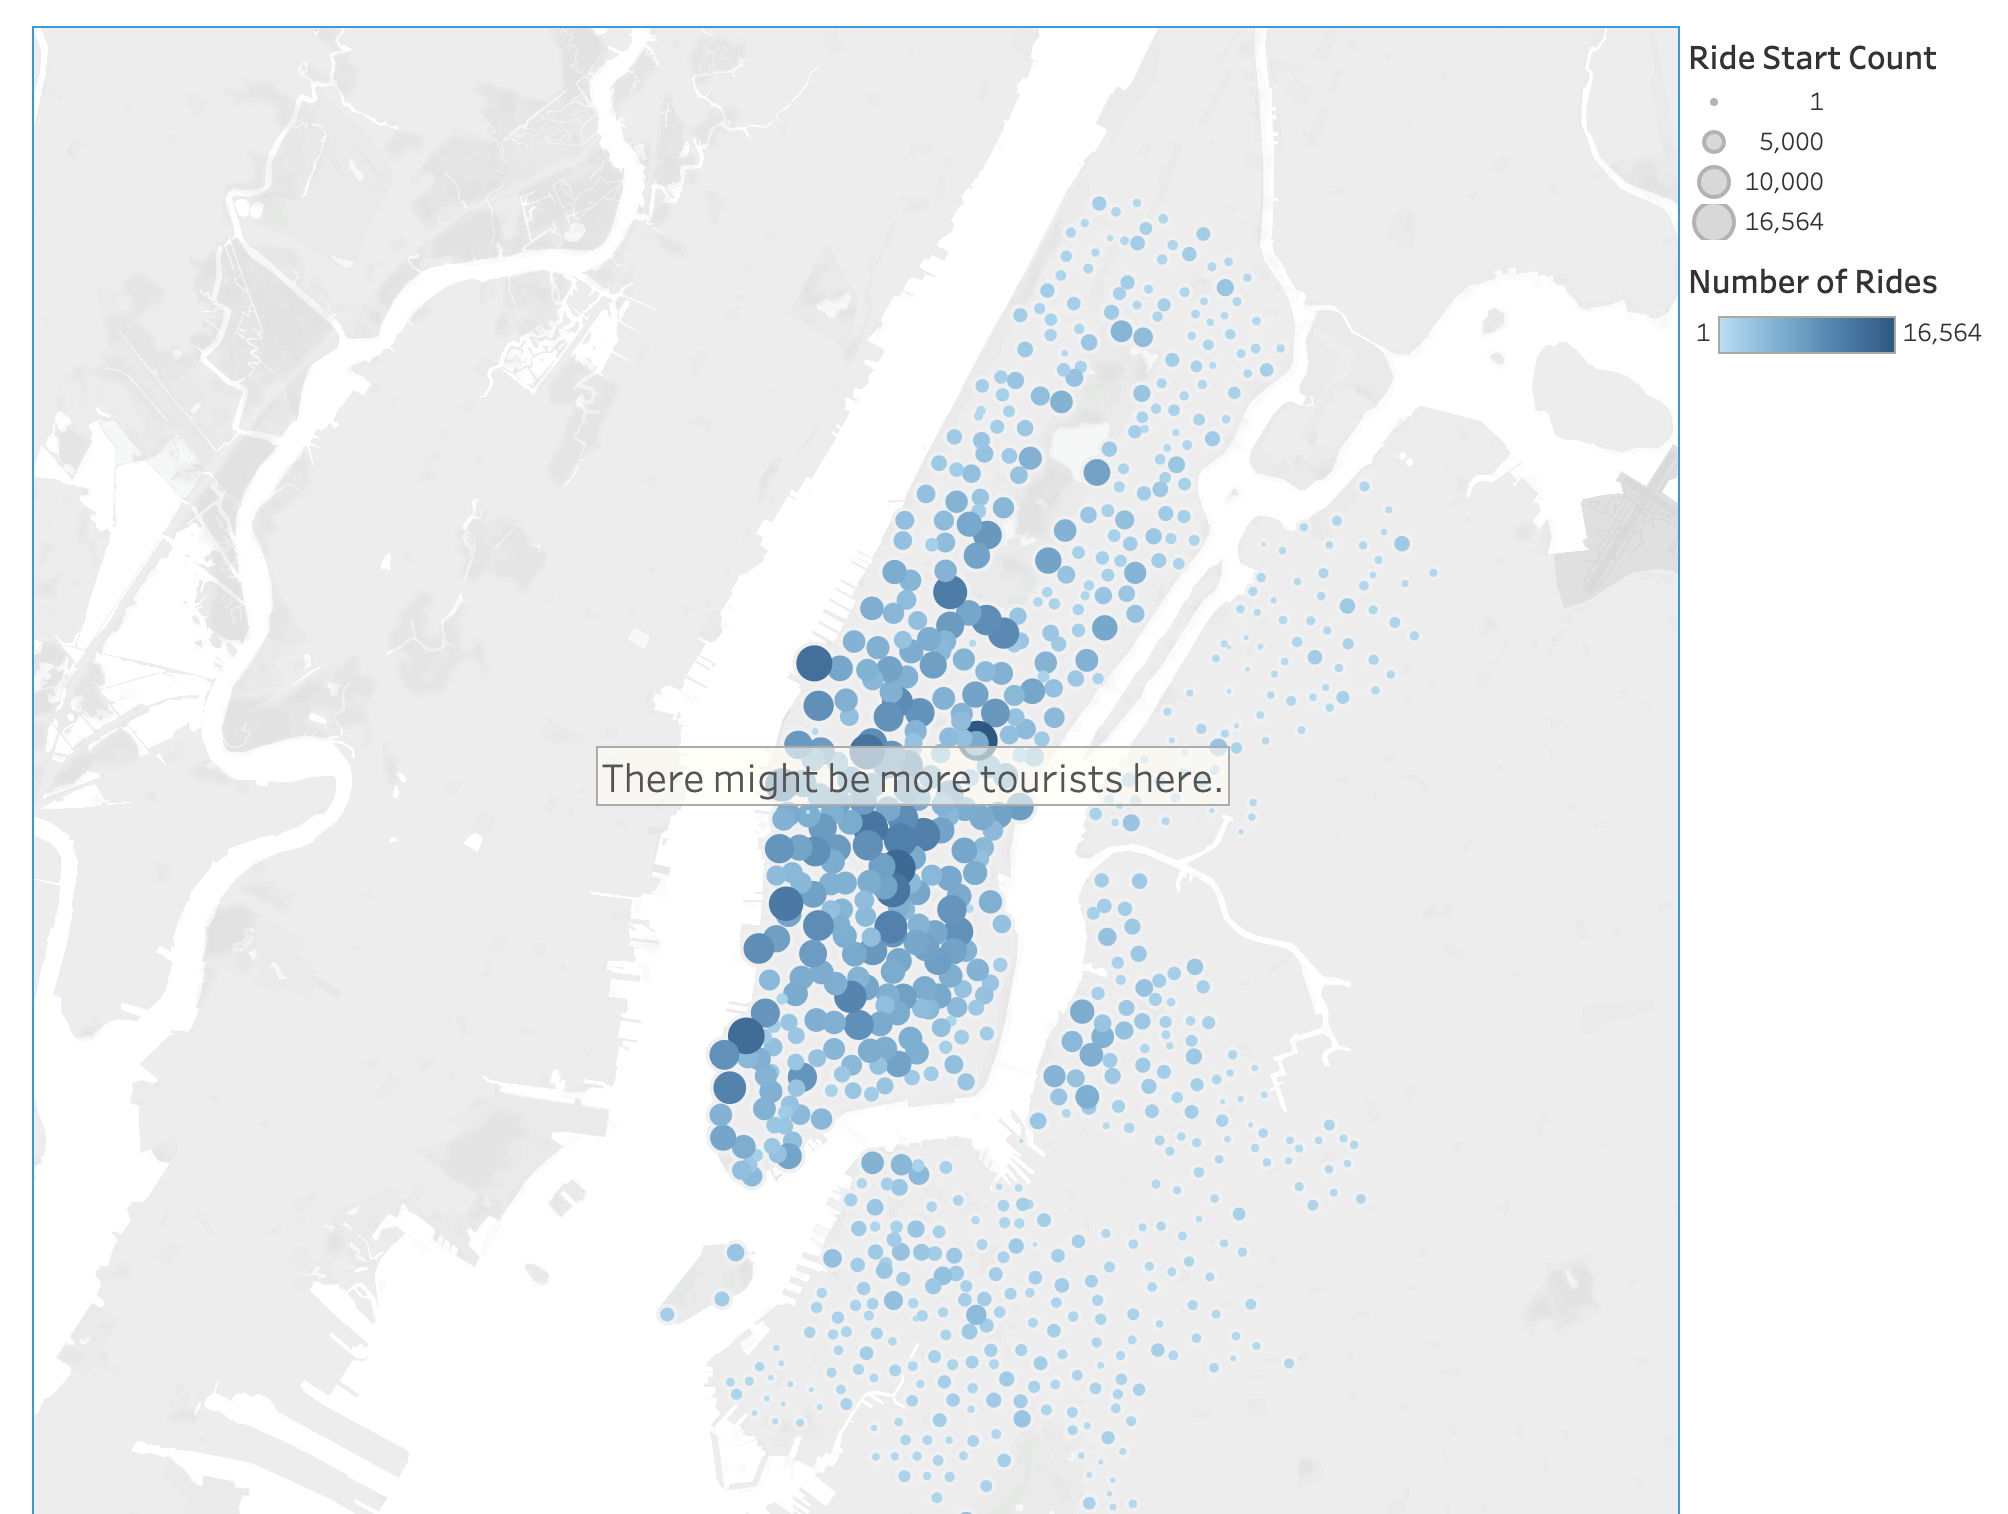 Ride Start Count
1
5,000
10,000
16,564
Number of Rides
1 16,564
There might be more tourists here.